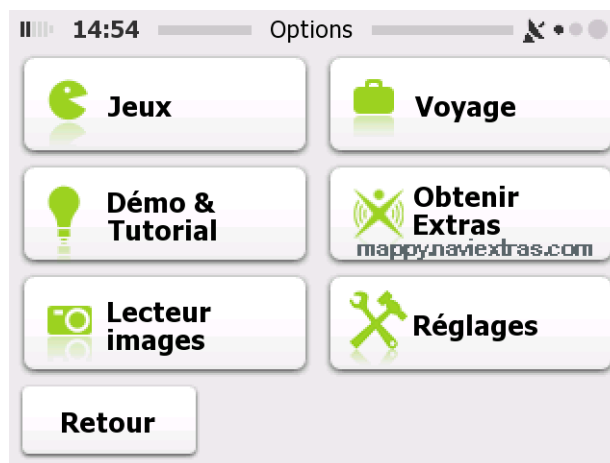 14:54 Options
Jeux
Voyage
Démo &
Tutorial
Obtenir
Extras
mappy.naviextras.com
Lecteur
images
Réglages
Retour